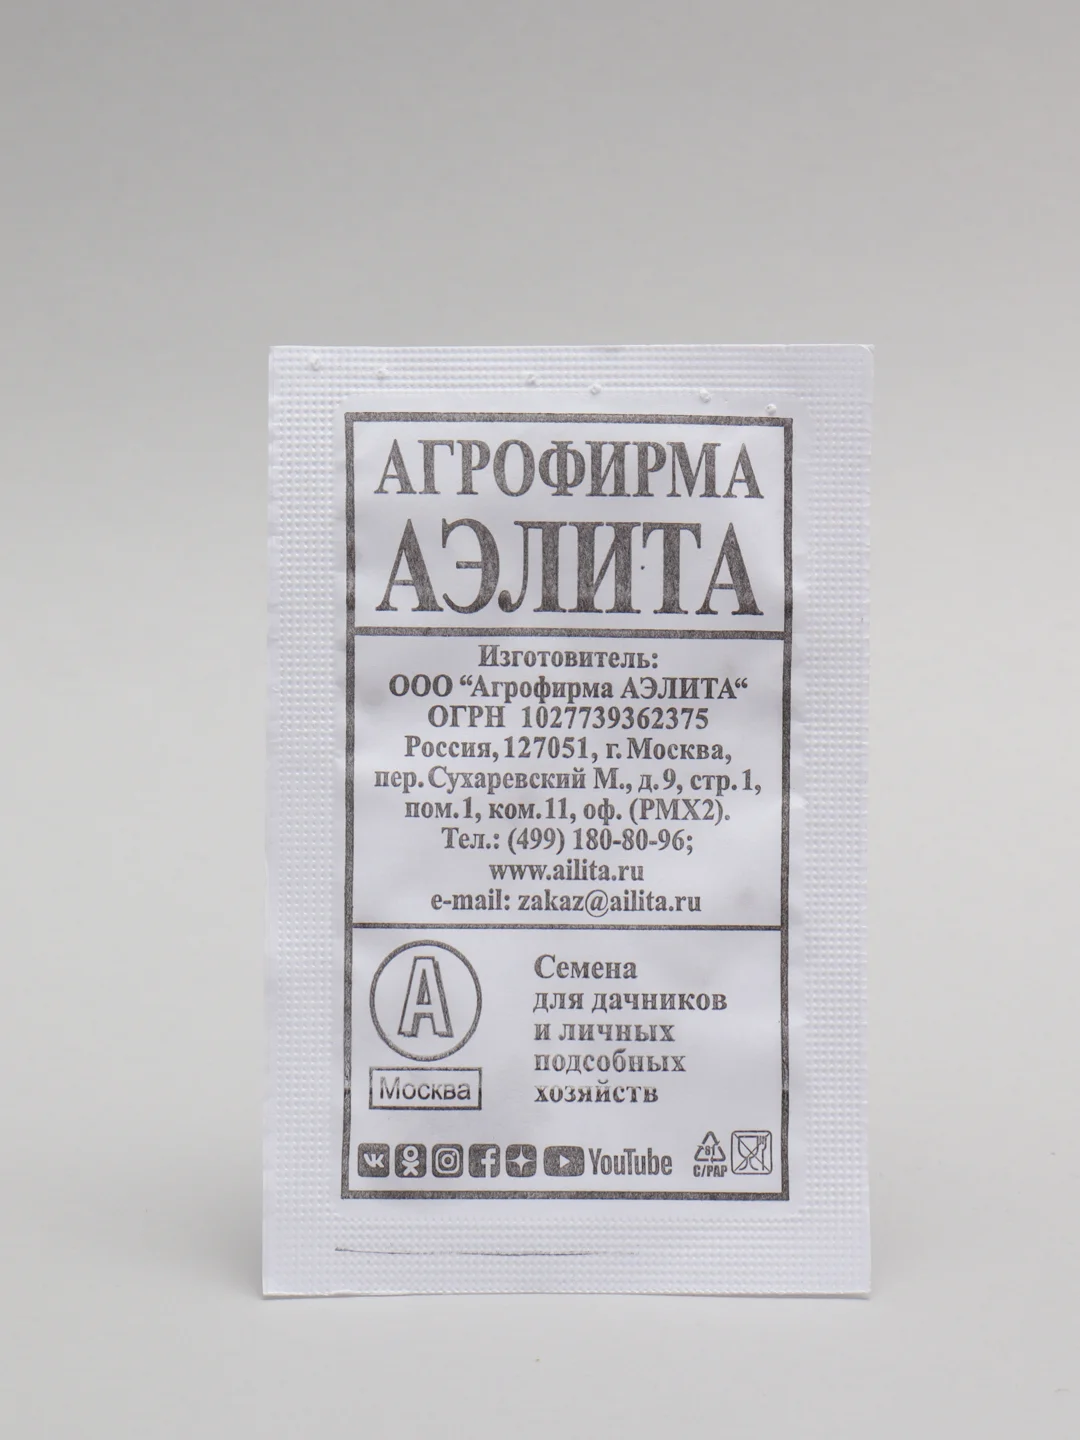 АГРОФИРМА
АЭЛИТА
Изготовитель:
ООО “Агрофирма АЭЛИТА“
ОГРН 1027739362375
Россия, 127051, г. Москва,
пер. Сухаревский М., д. 9, стр. 1,
пом. 1, ком. 11, оф. (РМХ2).
Тел.: (499) 180-80-96;
www.ailita.ru
e-mail: zakaz@ailita.ru
А
Москва
Семена
для дачников
и личных
подсобных
хозяйств
YouTube
81
C/PAP